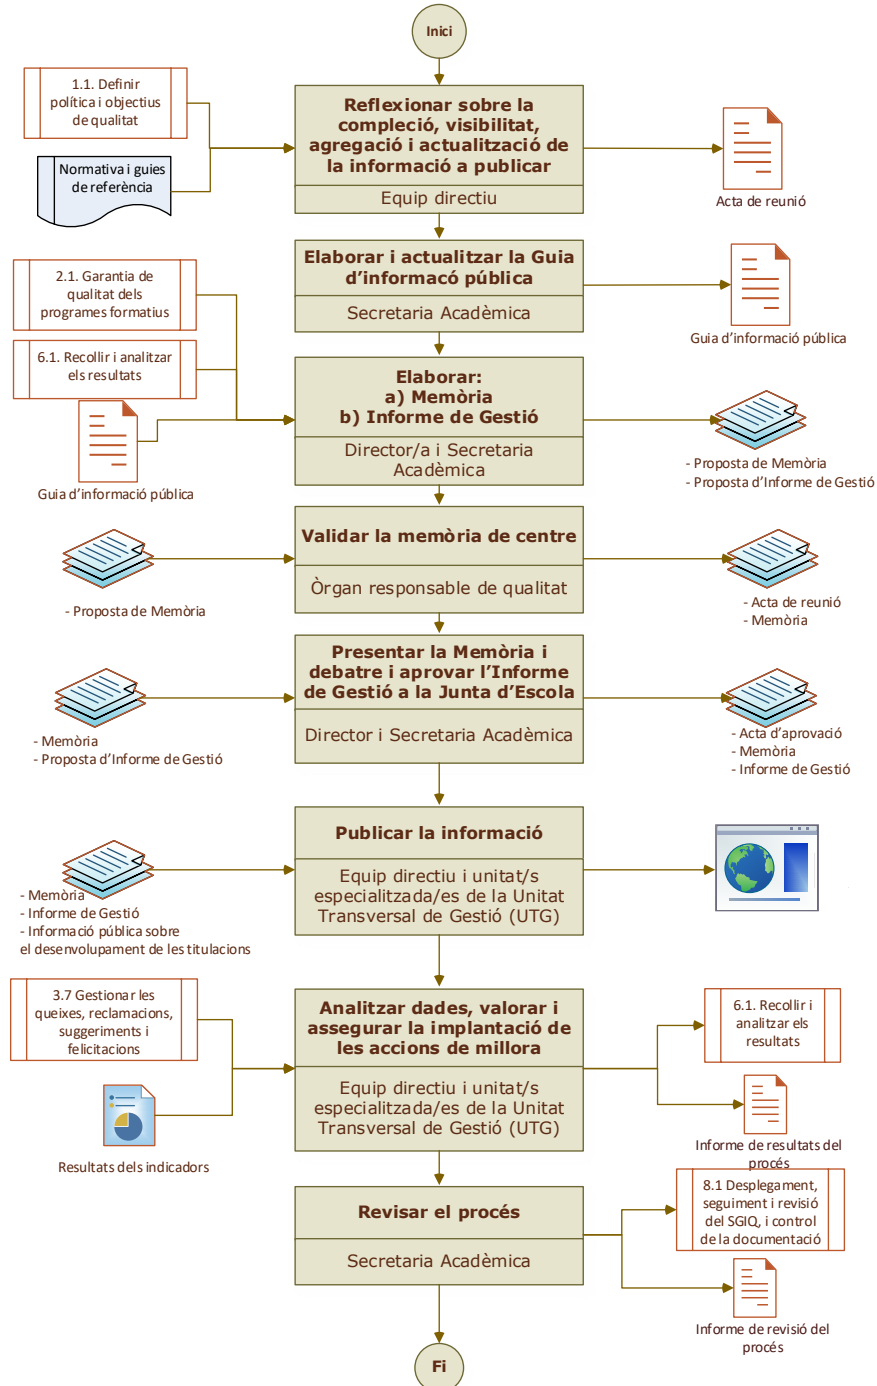 Inici
1.1. Definir
política i objectius
de qualitat
Normativa i guies
de referència
Reflexionar sobre la
compleció, visibilitat,
agregació i actualització de
la informació a publicar
Equip directiu
Acta de reunió
Elaborar i actualitzar la Guia
d’informació pública
Secretaria Acadèmica
Guia d’informació pública
2.1. Garantia de
qualitat dels
programes formatius
6.1. Recollir i analitzar
els resultats
Guia d’informació pública
Elaborar:
a) Memòria
b) Informe de Gestió
Director/a i Secretaria
Acadèmica
- Proposta de Memòria
- Proposta d’Informe de Gestió
- Proposta de Memòria
Validar la memòria de centre
Òrgan responsable de qualitat
- Acta de reunió
- Memòria
- Memòria
- Proposta d’Informe de Gestió
Presentar la Memòria i
debatre i aprovar l’Informe
de Gestió a la Junta d’Escola
Director i Secretaria Acadèmica
- Acta d’aprovació
- Memòria
- Informe de Gestió
- Memòria
- Informe de Gestió
- Informació pública sobre
el desenvolupament de les titulacions
Publicar la informació
Equip directiu i unitat/s
especialitzada/es de la Unitat
Transversal de Gestió (UTG)
3.7 Gestionar les
queixes, reclamacions,
suggeriments i
felicitacions
Resultats dels indicadors
Analitzar dades, valorar i
assegurar la implantació de
les accions de millora
Equip directiu i unitat/s
especialitzada/es de la Unitat
Transversal de Gestió (UTG)
6.1. Recollir i
analitzar els
resultats
Informe de resultats del
procés
Revisar el procés
Secretaria Acadèmica
8.1 Desplegament,
seguiment i revisió
del SGIQ, i control
de la documentació
Informe de revisió del
procés
Fi